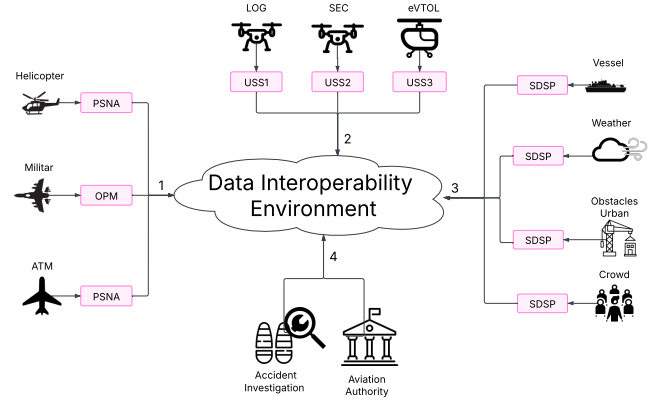 LOG
SEC
eVTOL
USS1
USS2
USS3
2
Helicopter
PSNA
Militar
OPM
1
ATM
PSNA
Data Interoperability
Environment
Vessel
SDSP
Weather
SDSP
3
Obstacles
Urban
SDSP
Crowd
SDSP
4
Accident
Investigation
Aviation
Authority